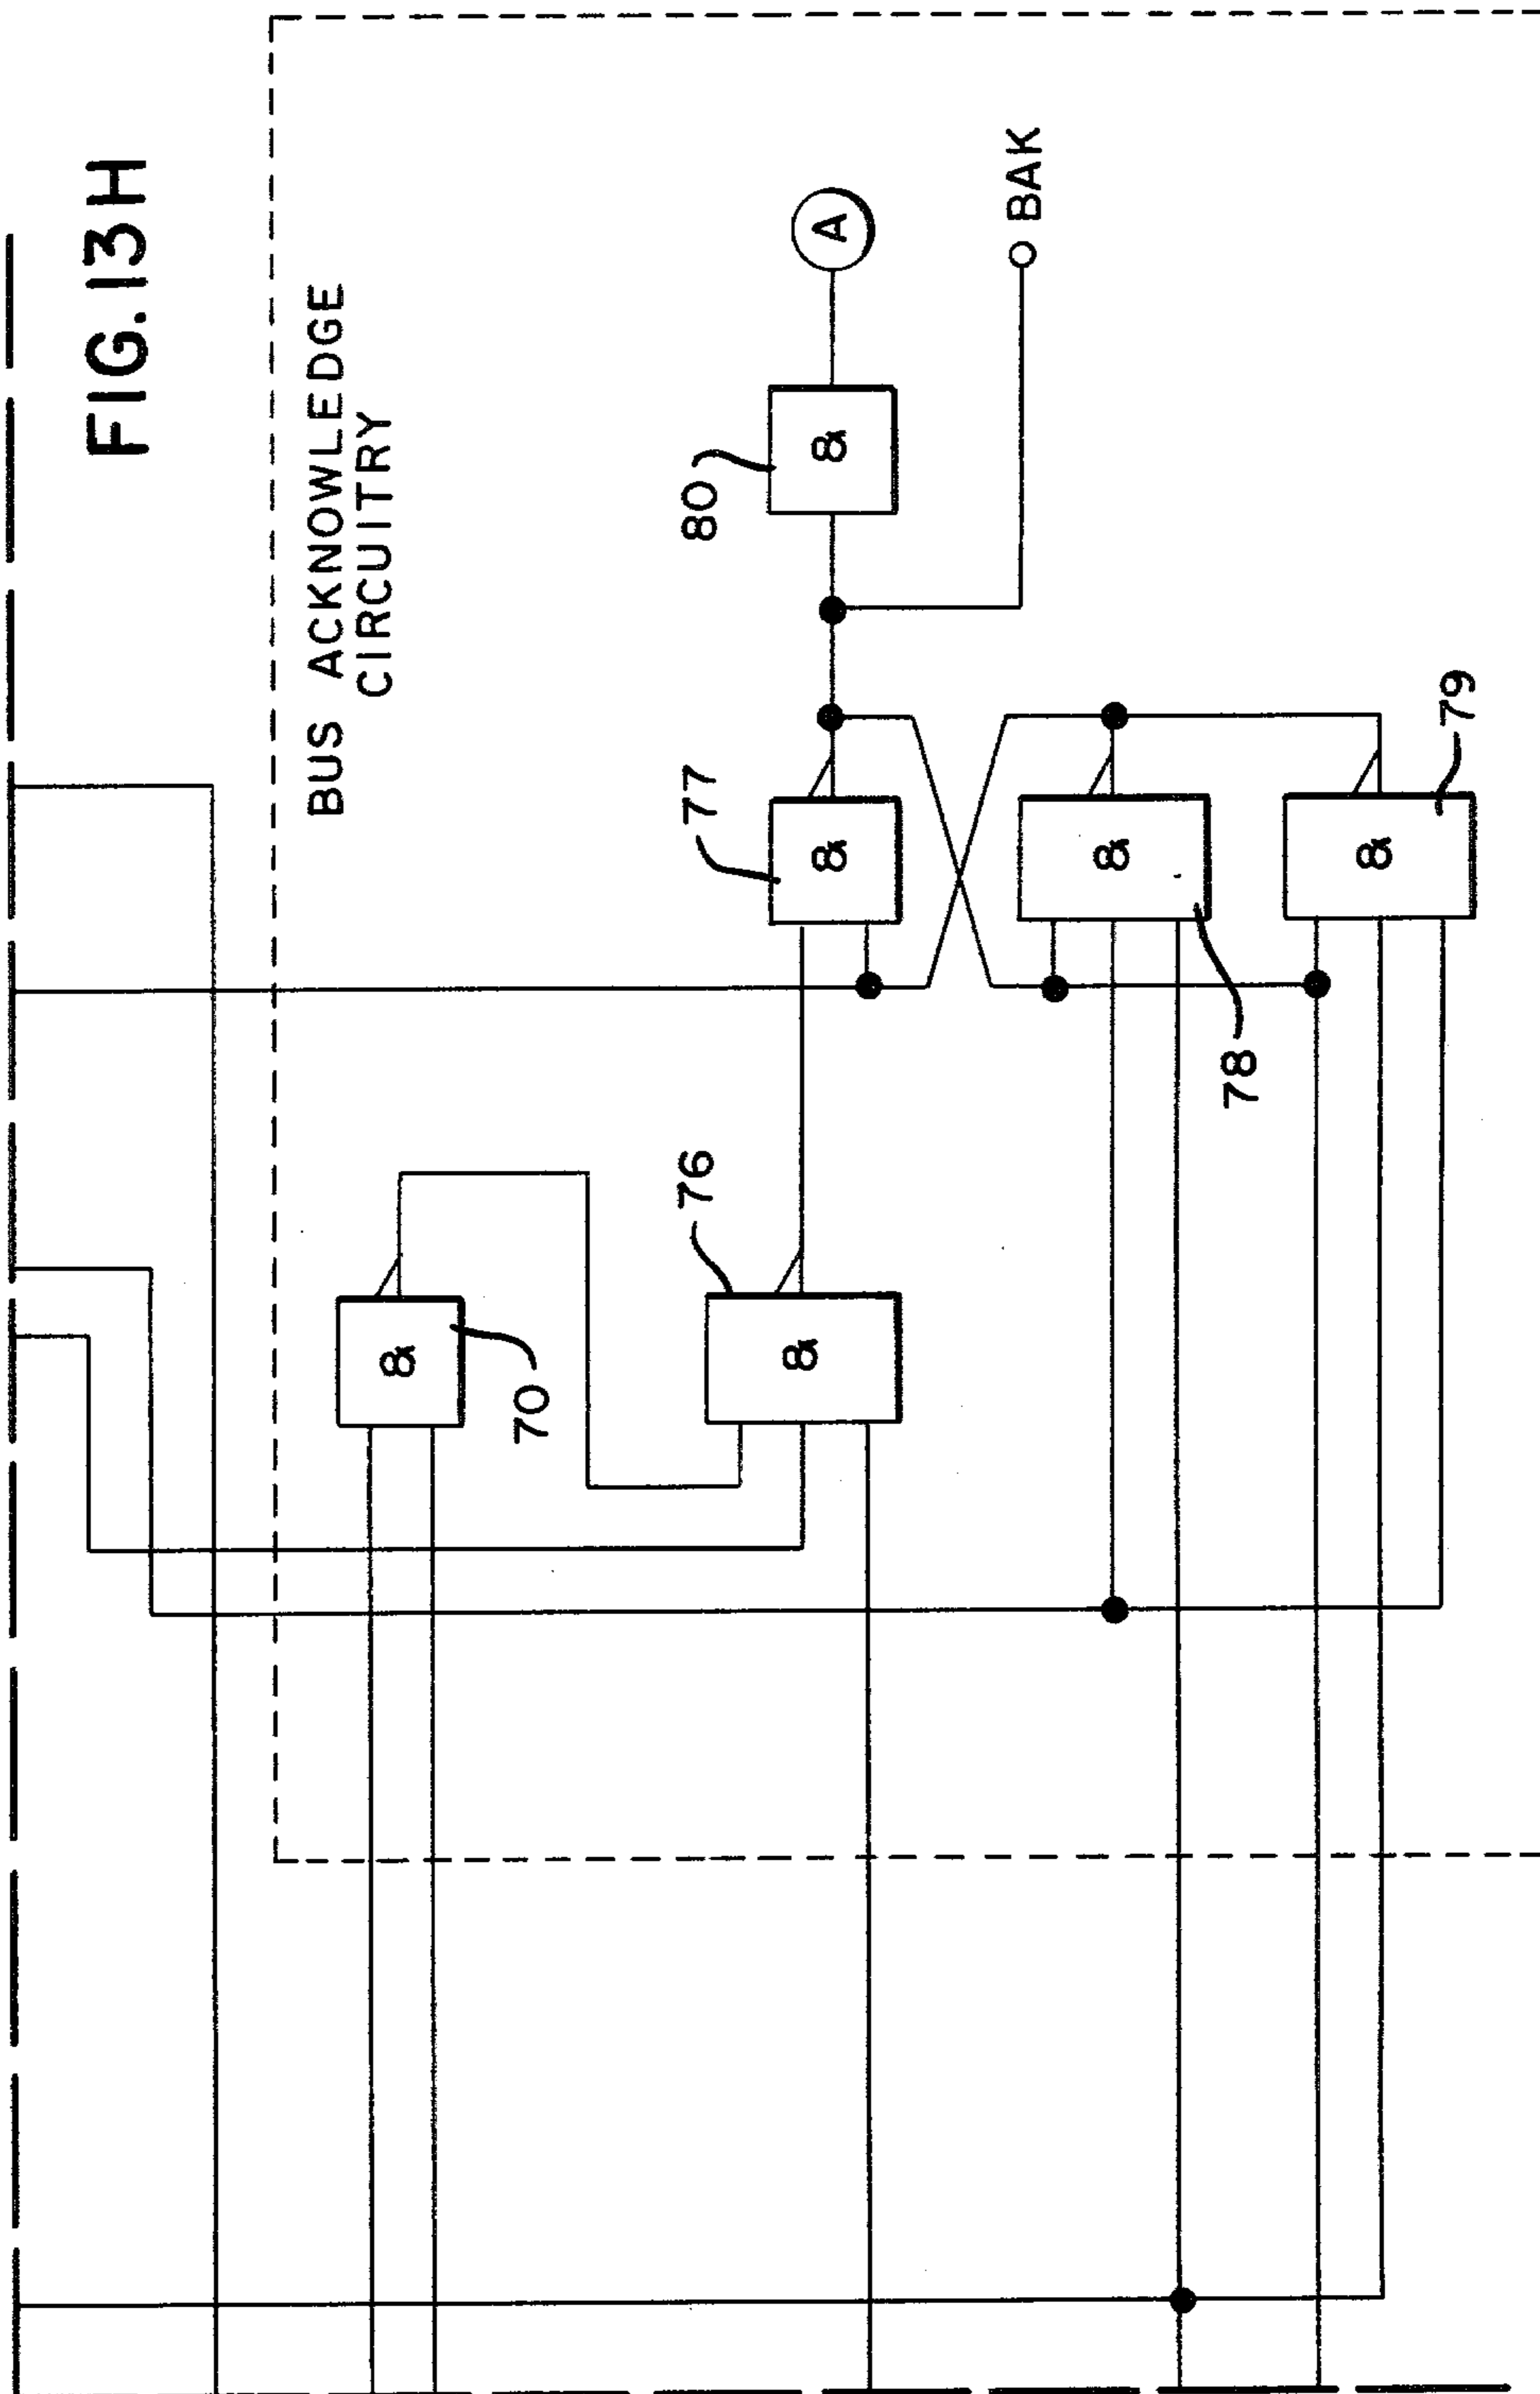 FIG. 13H
BUS ACKNOWLEDGE
CIRCUITRY
70
&
76
&
77
&
80
&
A
BAK
78
&
79
&